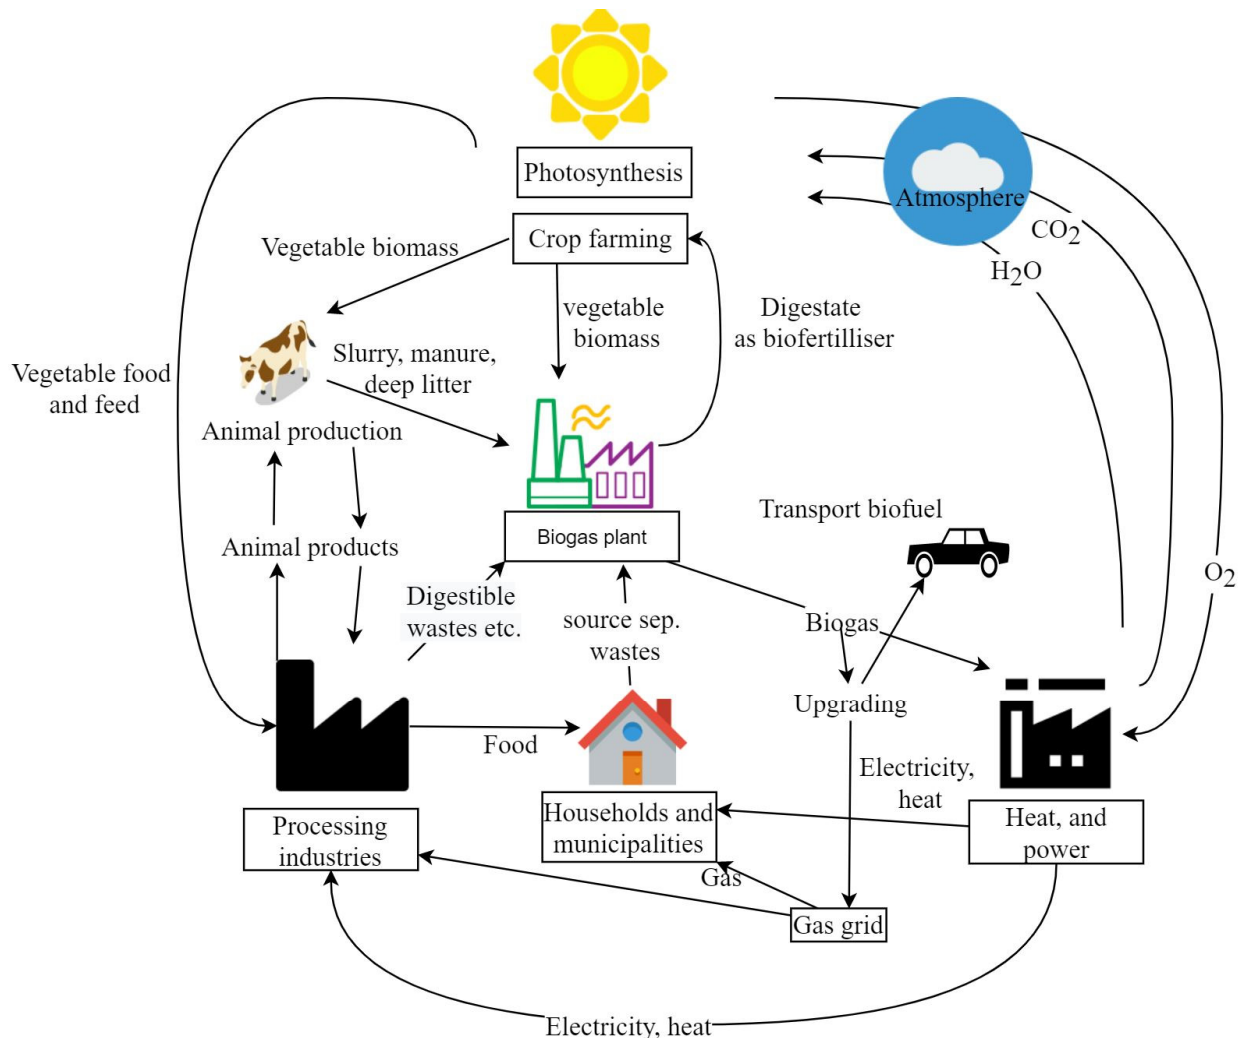 Photosynthesis
Atmosphere
Crop farming
CO2
H2O
Vegetable biomass
vegetable
biomass
Digestate
as biofertilliser
Slurry, manure,
deep litter
Vegetable food
and feed
Animal production
Transport biofuel
Biogas plant
Animal products
O2
Digestible
wastes etc.
source sep.
wastes
Biogas
Upgrading
Food
Electricity,
heat
Processing
industries
Households and
municipalities
Heat, and
power
Gas
Gas grid
Electricity, heat